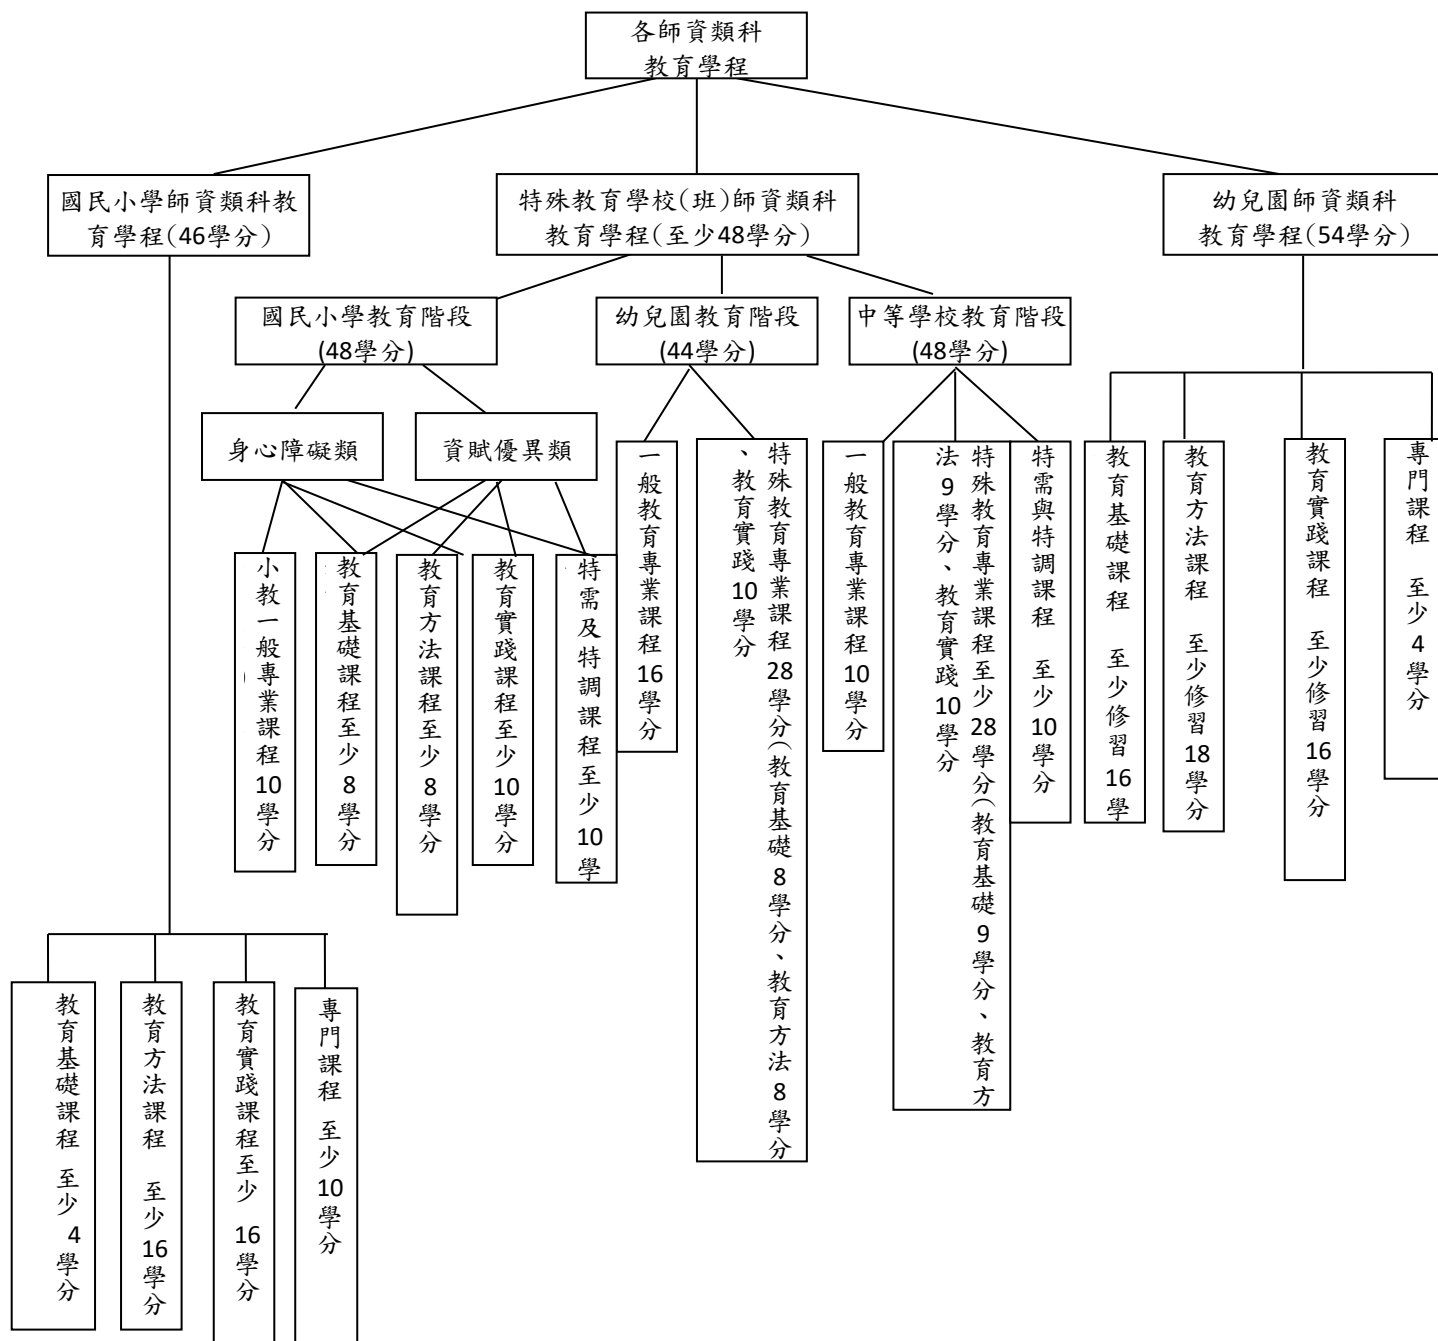 各師資類科
教育學程
國民小學師資類科教
育學程(46學分)
特殊教育學校(班)師資類科
教育學程(至少48學分)
幼兒園師資類科
教育學程(54學分)
國民小學教育階段
(48學分)
幼兒園教育階段
(44學分)
中等學校教育階段
(48學分)
身心障礙類
資賦優異類
小教一般專業課程10學分
教育基礎課程至少8學分
教育方法課程至少8學分
教育實踐課程至少10學分
特需及特調課程至少10學
一般教育專業課程16學分
特殊教育專業課程28學分(教育基礎8學分、教育方法8學分
、教育實踐10學分
一般教育專業課程10學分
特殊教育專業課程至少28學分(教育基礎9學分、教育方
法9學分、教育實踐10學分
特需與特調課程 至少10學分
教育基礎課程 至少修習16學
教育方法課程 至少修習18學分
教育實踐課程 至少修習16學分
專門課程 至少4學分
教育基礎課程 至少4學分
教育方法課程 至少16學分
教育實踐課程至少 16學分
專門課程 至少10學分